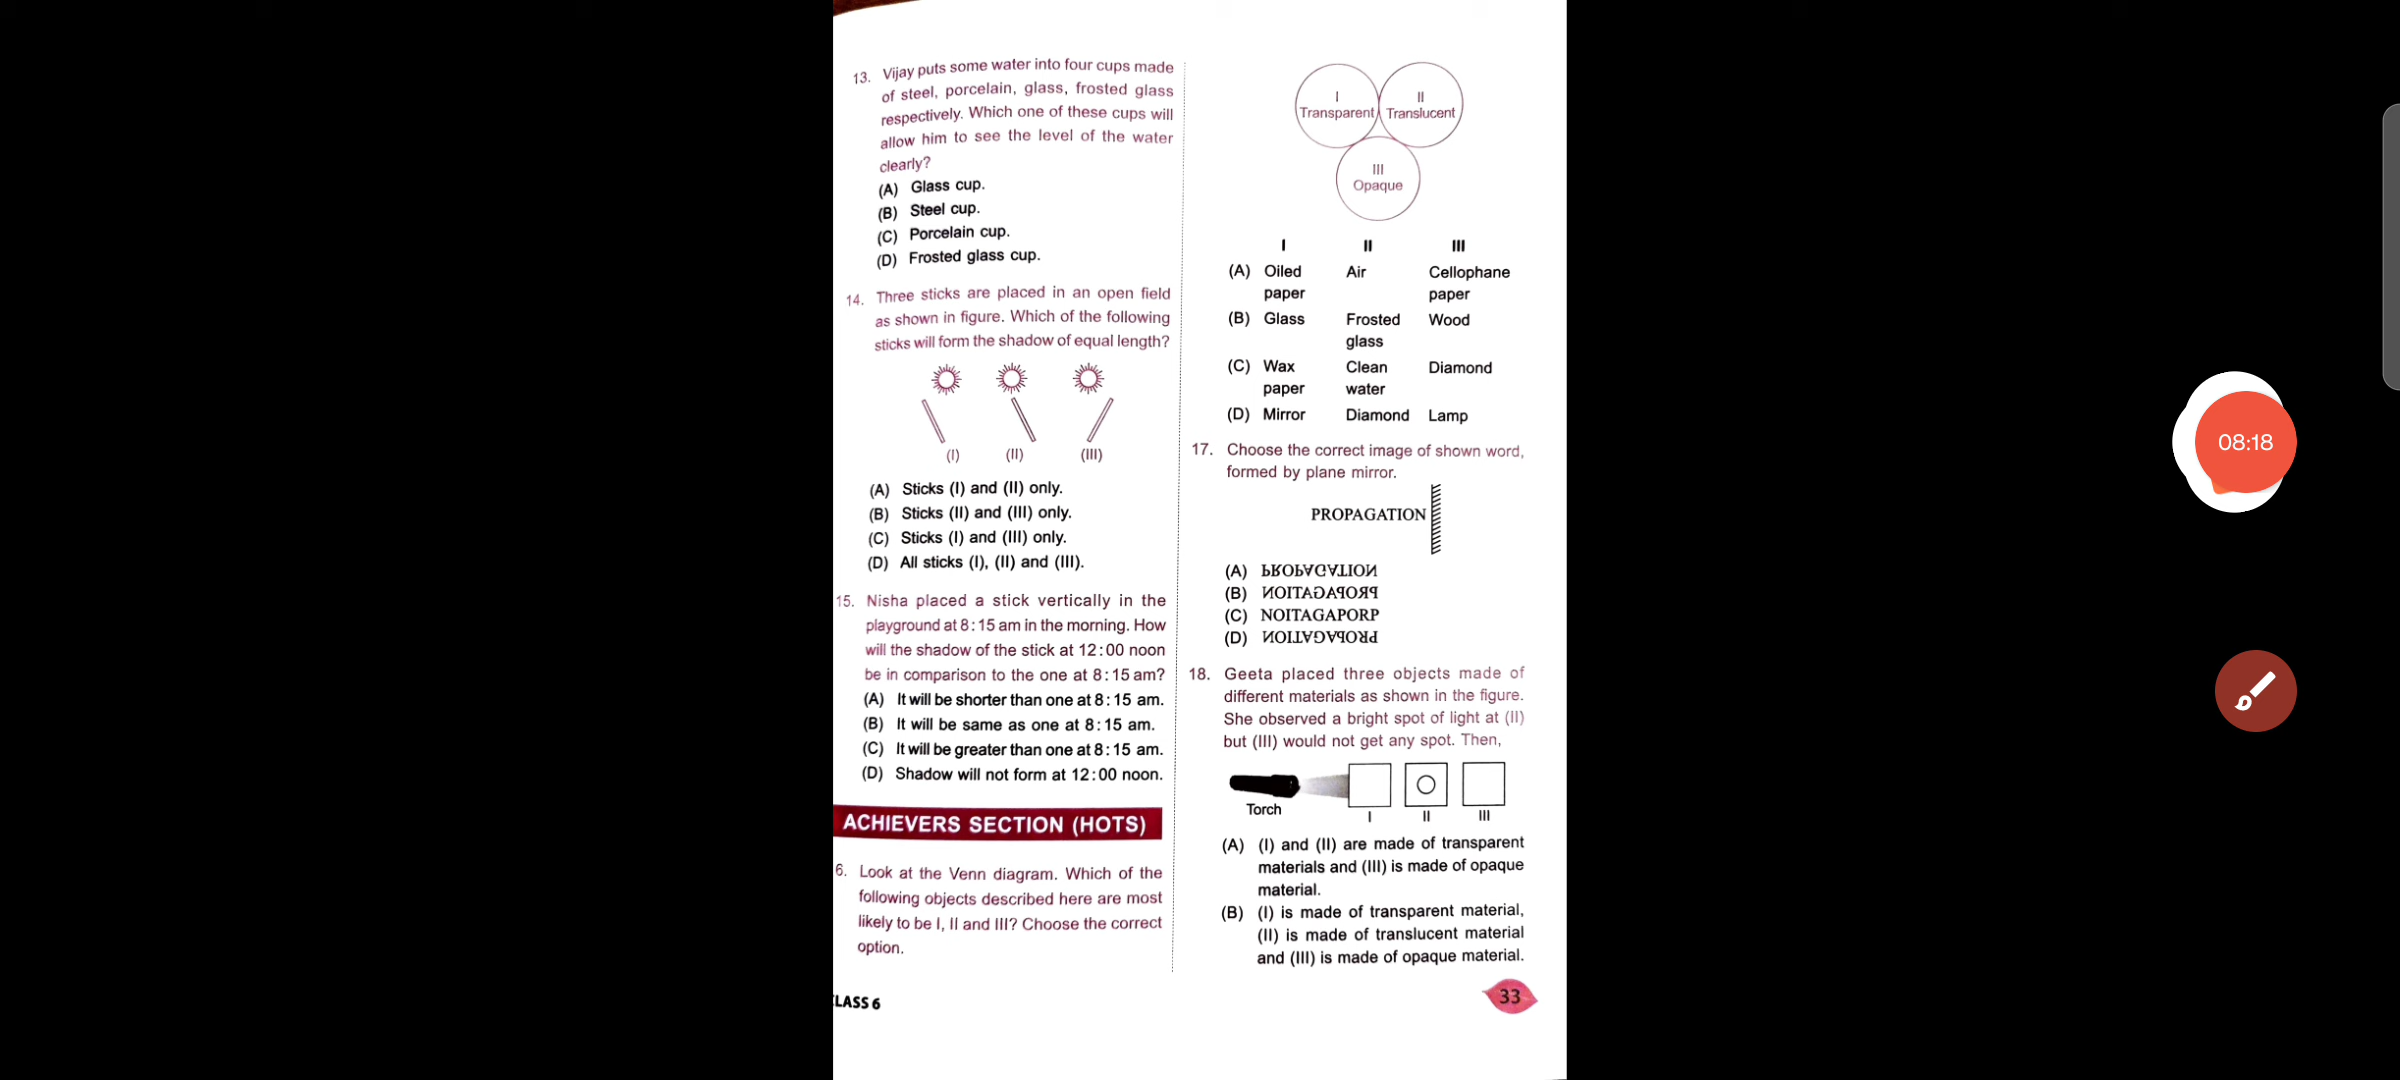 13. Vijay puts some water into four cups made
of steel, porcelain, glass, frosted glass
respectively. Which one of these cups will
allow him to see the level of the water
clearly?
(A) Glass cup.
(B) Steel cup.
(C) Porcelain cup.
(D) Frosted glass cup.
14. Three sticks are placed in an open field
as shown in figure. Which of the following
sticks will form the shadow of equal length?
(I) (II) (III)
(A) Sticks (I) and (II) only.
(B) Sticks (II) and (III) only.
(C) Sticks (I) and (III) only.
(D) All sticks (I), (II) and (III).
15. Nisha placed a stick vertically in the
playground at 8:15 am in the morning. How
will the shadow of the stick at 12:00 noon
be in comparison to the one at 8:15 am?
(A) It will be shorter than one at 8:15 am.
(B) It will be same as one at 8:15 am.
(C) It will be greater than one at 8:15 am.
(D) Shadow will not form at 12:00 noon.
ACHIEVERS SECTION (HOTS)
6. Look at the Venn diagram. Which of the
following objects described here are most
likely to be I, II and III? Choose the correct
option.
LASS 6
I II
Transparent Translucent
III
Opaque
I II III
(A) Oiled Air Cellophane
paper paper
(B) Glass Frosted Wood
glass
(C) Wax Clean Diamond
paper water
(D) Mirror Diamond Lamp
17. Choose the correct image of shown word,
formed by plane mirror.
PROPAGATION
(A) PROPAGATION
(B) NOITAGAPORP
(C) NOITAGAPORP
(D) NOITAGAPORP
18. Geeta placed three objects made of
different materials as shown in the figure.
She observed a bright spot of light at (II)
but (III) would not get any spot. Then,
Torch I II III
(A) (I) and (II) are made of transparent
materials and (III) is made of opaque
material.
(B) (I) is made of transparent material,
(II) is made of translucent material
and (III) is made of opaque material.
33
08:18